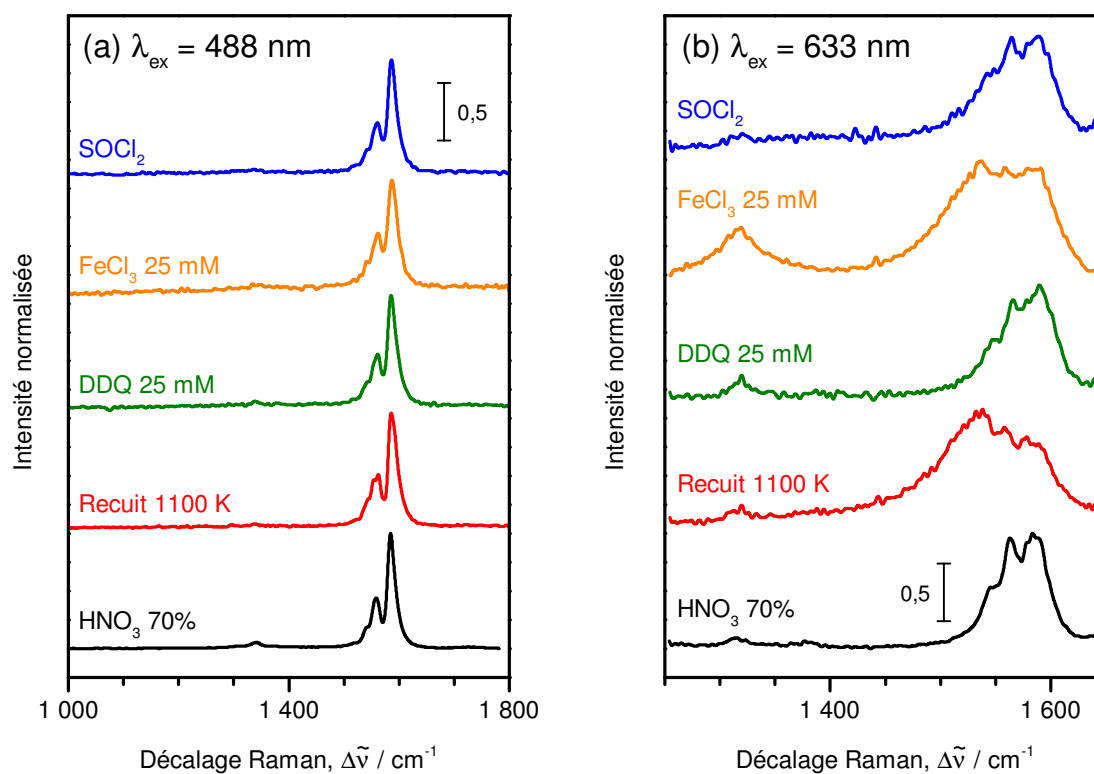 (a) λex = 488 nm
0,5
SOCl2
FeCl3 25 mM
DDQ 25 mM
Recuit 1100 K
HNO3 70%
Intensité normalisée
1 000
1 400
1 800
Décalage Raman, Δν̃ / cm-1
(b) λex = 633 nm
SOCl2
FeCl3 25 mM
DDQ 25 mM
Recuit 1100 K
0,5
HNO3 70%
Intensité normalisée
1 400
1 600
Décalage Raman, Δν̃ / cm-1